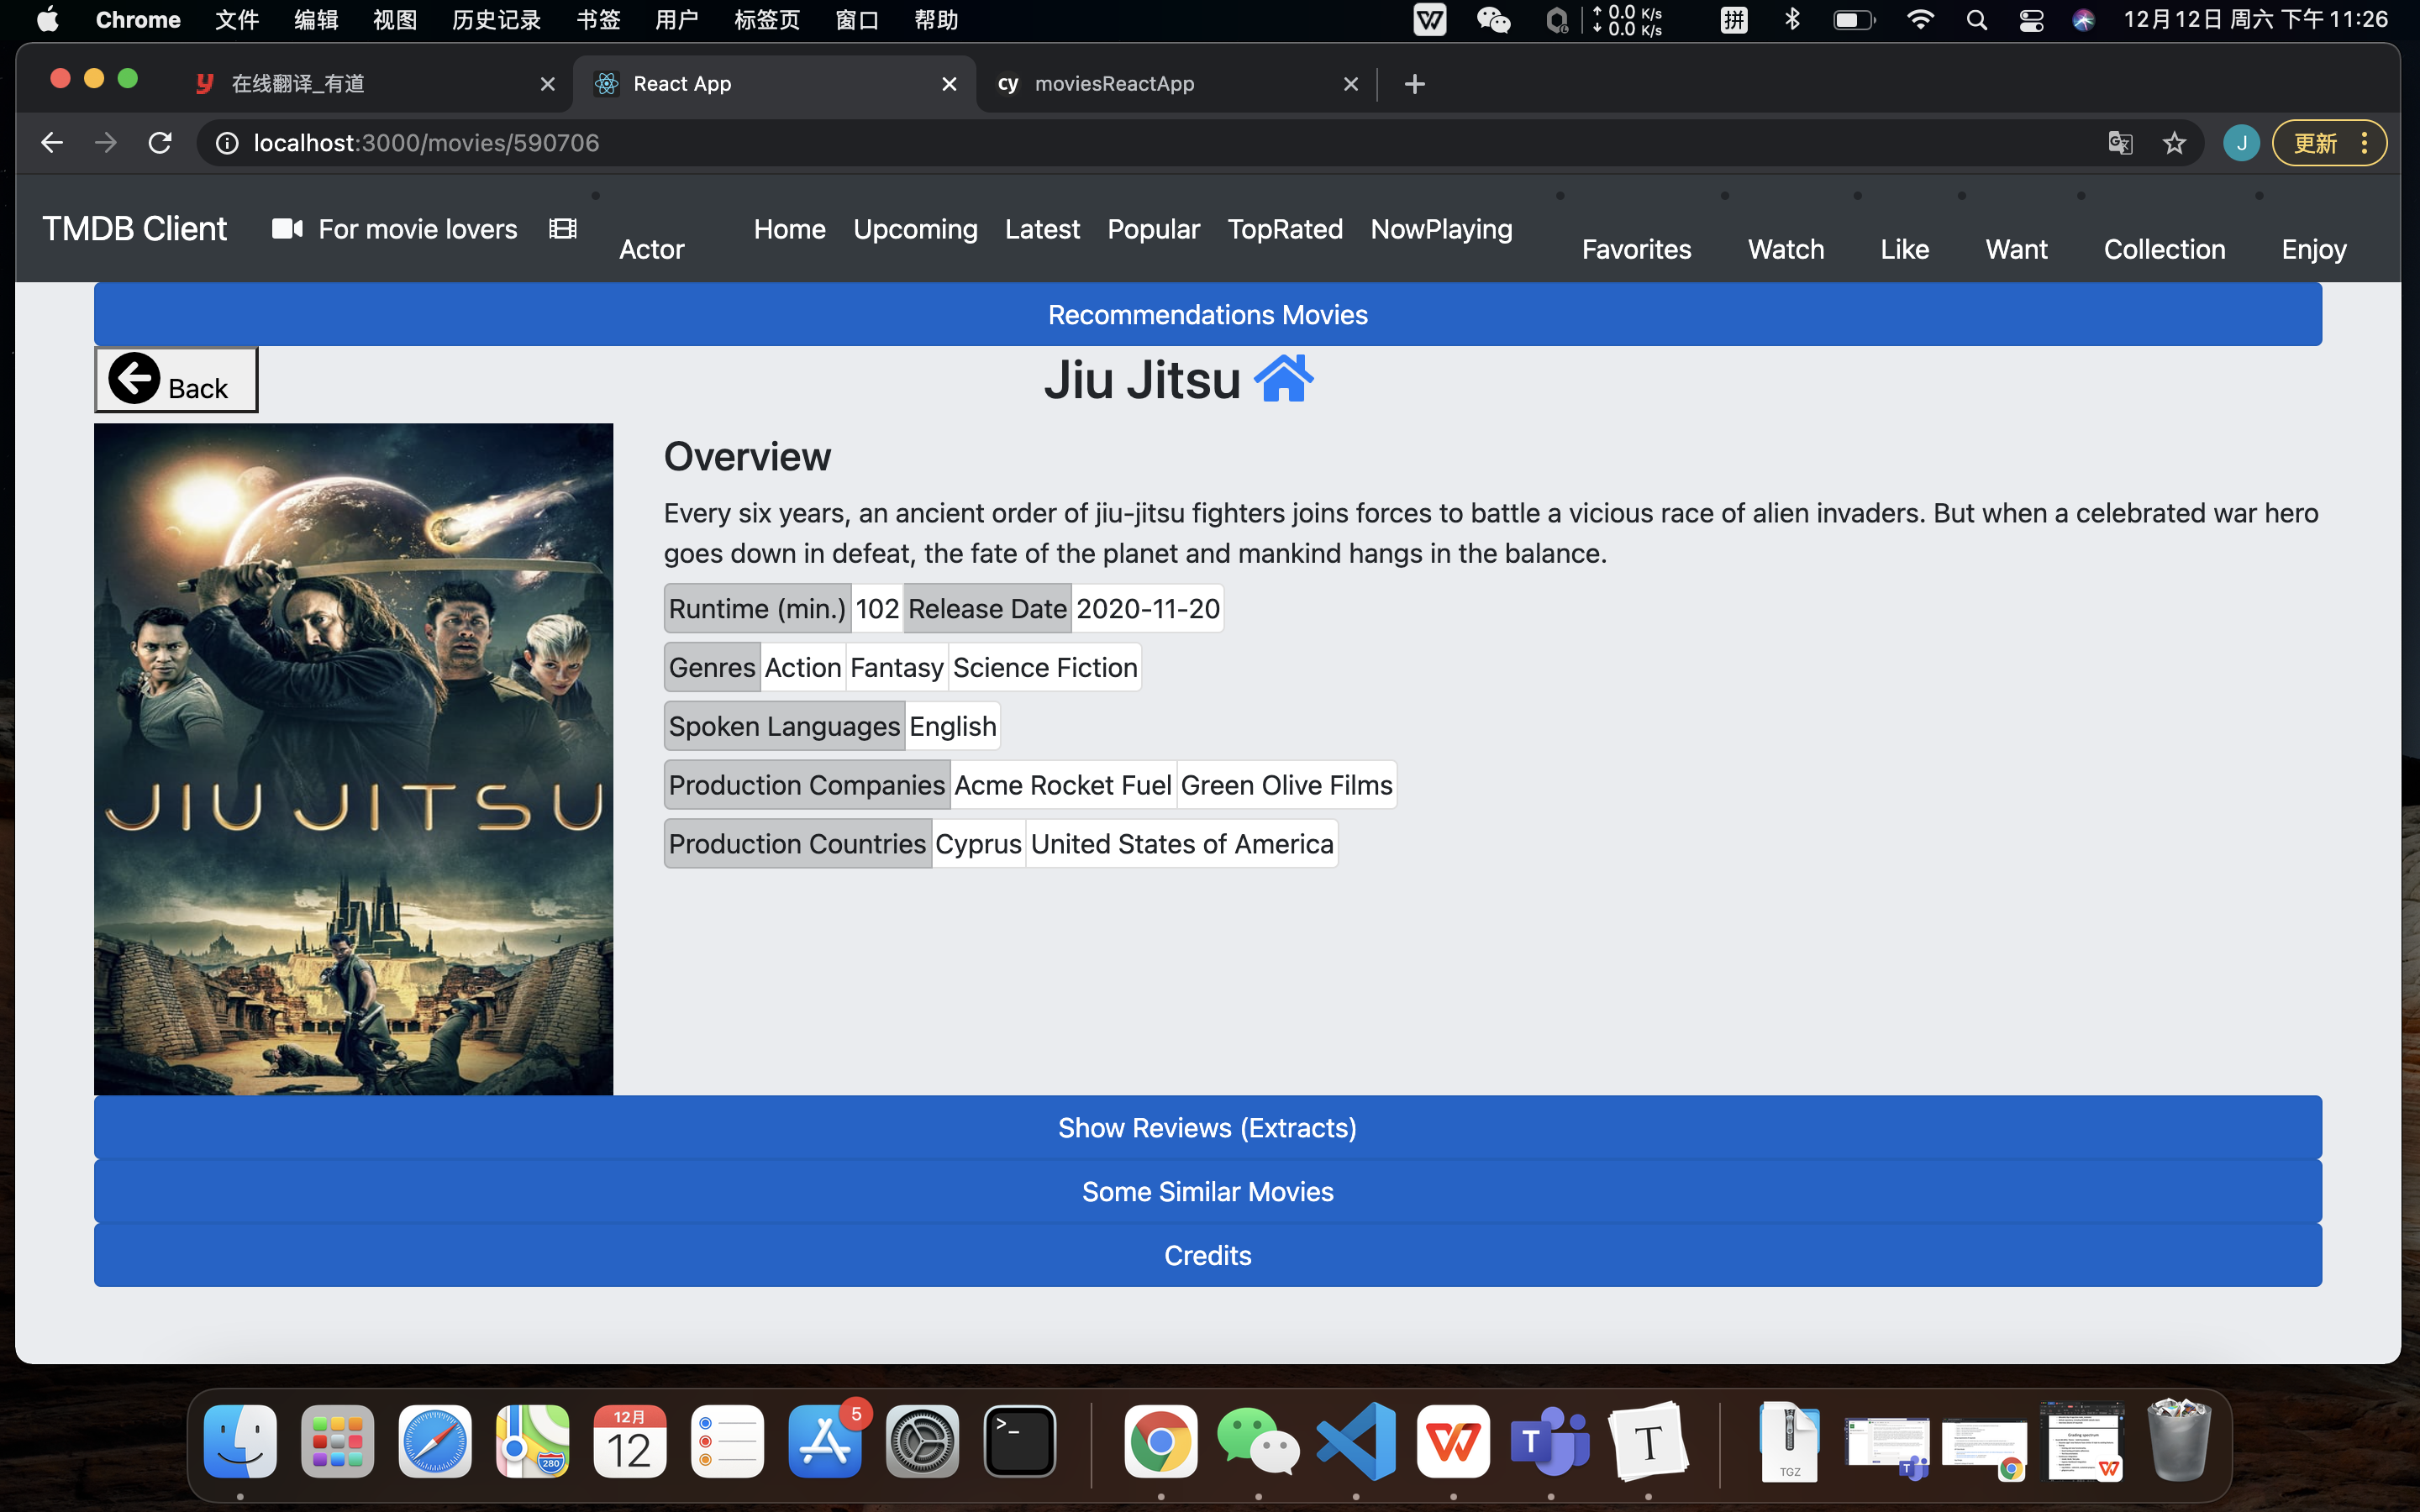 Chrome 文件 编辑 视图 历史记录 书签 用户 标签页 窗口 帮助 0.0 K/s 0.0 K/s 拼 12月12日 周六 下午 11:26
在线翻译_有道 React App cy moviesReactApp
localhost:3000/movies/590706 J 更新
TMDB Client For movie lovers Actor Home Upcoming Latest Popular TopRated NowPlaying Favorites Watch Like Want Collection Enjoy
Recommendations Movies
Back
Jiu Jitsu
Overview
Every six years, an ancient order of jiu-jitsu fighters joins forces to battle a vicious race of alien invaders. But when a celebrated war hero
goes down in defeat, the fate of the planet and mankind hangs in the balance.
Runtime (min.) 102 Release Date 2020-11-20
Genres Action Fantasy Science Fiction
Spoken Languages English
Production Companies Acme Rocket Fuel Green Olive Films
Production Countries Cyprus United States of America
JIU JITSU
Show Reviews (Extracts)
Some Similar Movies
Credits
12月
12
280
5
T
T
TGZ